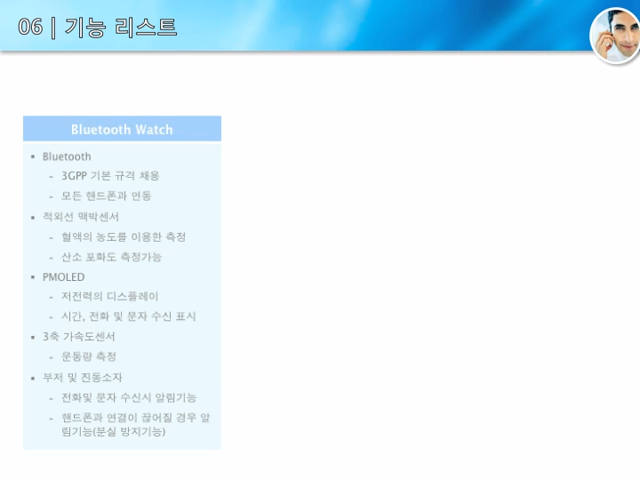 06 | 기능 리스트
Bluetooth Watch
▪ Bluetooth
- 3GPP 기본 규격 채용
- 모든 핸드폰과 연동
▪ 적외선 맥박센서
- 혈액의 농도를 이용한 측정
- 산소 포화도 측정가능
▪ PMOLED
- 저전력의 디스플레이
- 시간, 전화 및 문자 수신 표시
▪ 3축 가속도센서
- 운동량 측정
▪ 부저 및 진동소자
- 전화및 문자 수신시 알림기능
- 핸드폰과 연결이 끊어질 경우 알
림기능(분실 방지기능)